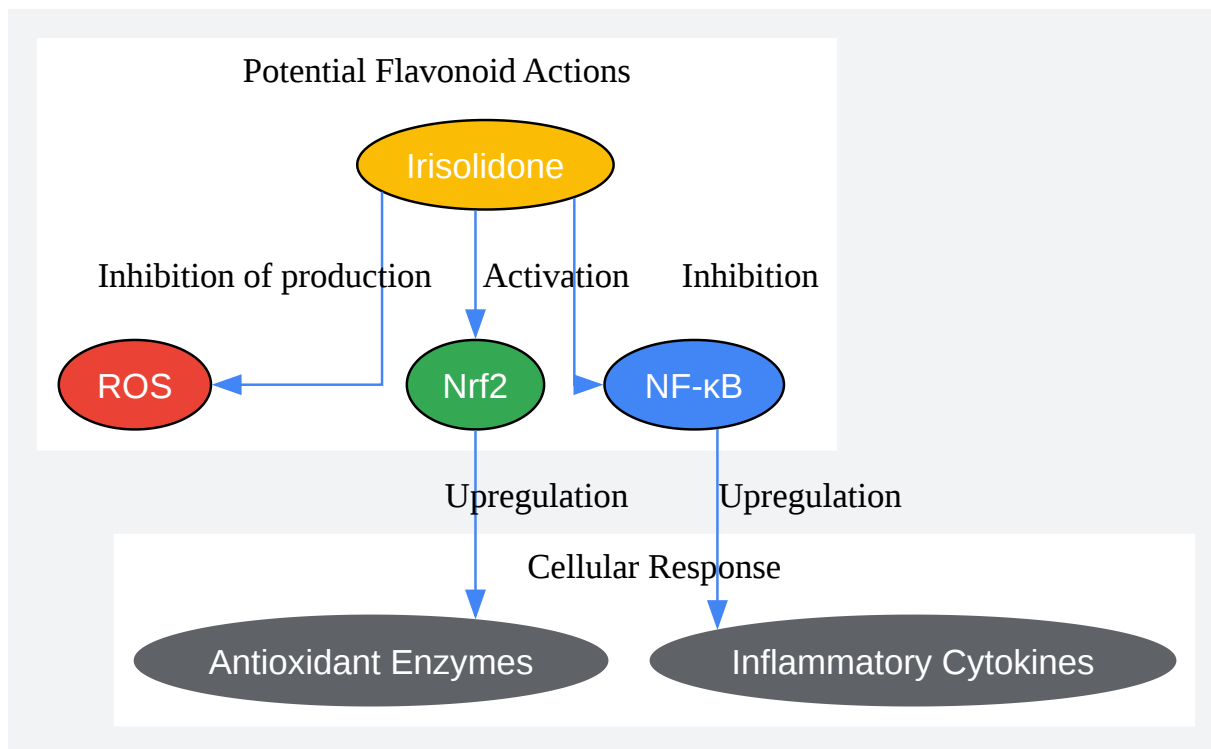 Potential Flavonoid Actions
Irisolidone
Inhibition of production
Activation
Inhibition
ROS
Nrf2
NF-κB
Upregulation
Upregulation
Cellular Response
Antioxidant Enzymes
Inflammatory Cytokines